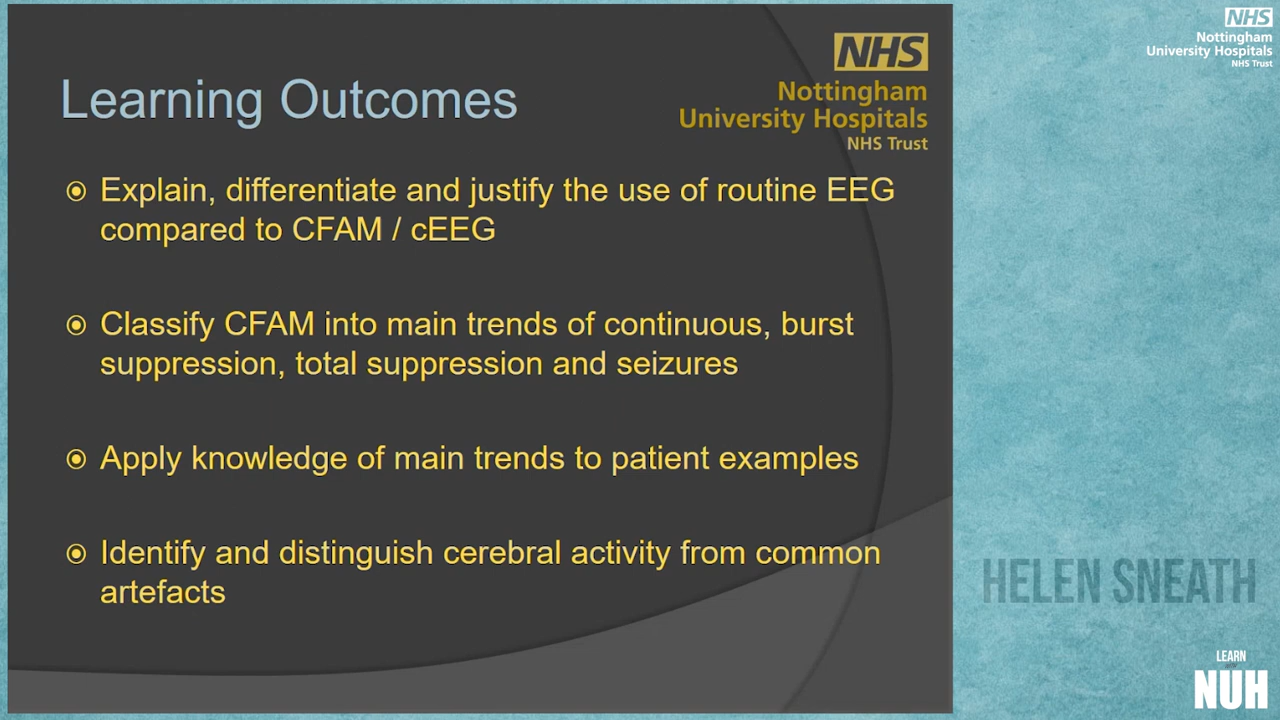 Learning Outcomes
NHS
Nottingham
University Hospitals
NHS Trust
Explain, differentiate and justify the use of routine EEG
compared to CFAM / cEEG
Classify CFAM into main trends of continuous, burst
suppression, total suppression and seizures
Apply knowledge of main trends to patient examples
Identify and distinguish cerebral activity from common
artefacts
NHS
Nottingham
University Hospitals
NHS Trust
HELEN SNEATH
LEARN
NUH